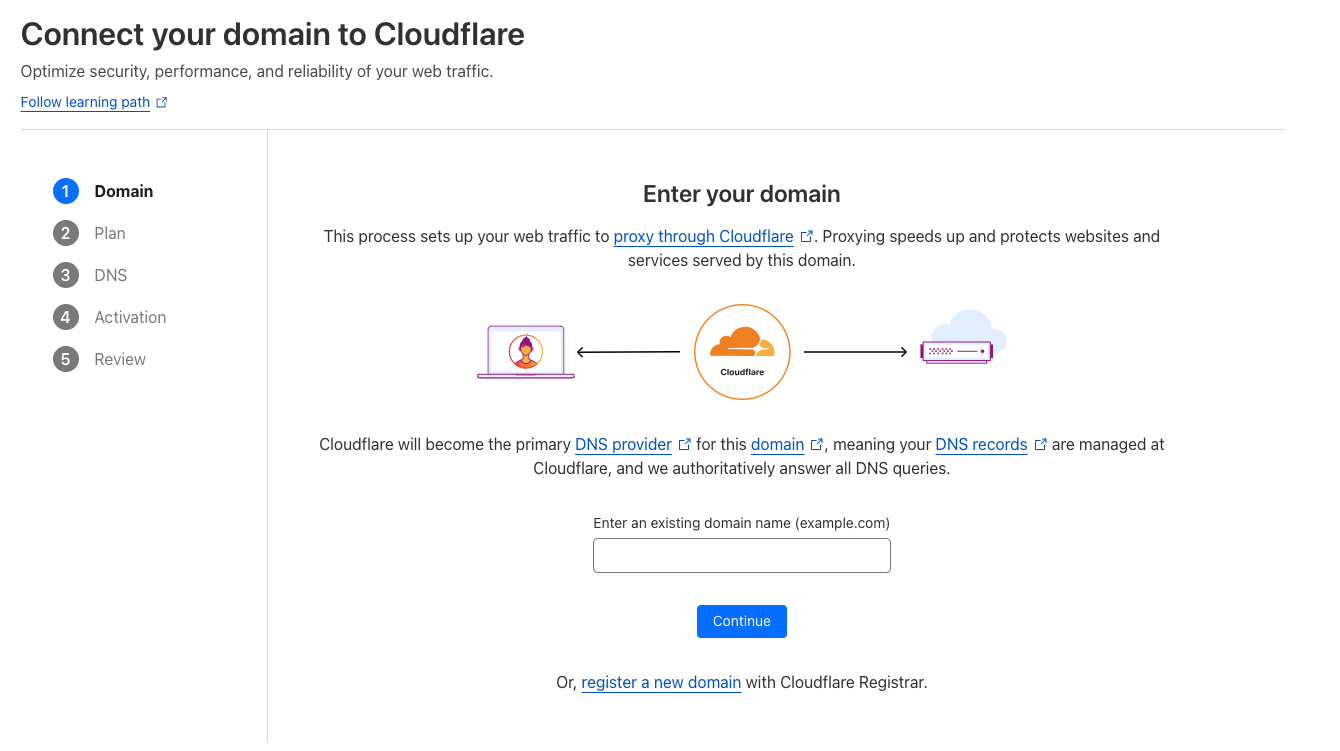 Connect your domain to Cloudflare
Optimize security, performance, and reliability of your web traffic.
Follow learning path
1 Domain
2 Plan
3 DNS
4 Activation
5 Review
Enter your domain
This process sets up your web traffic to proxy through Cloudflare. Proxying speeds up and protects websites and
services served by this domain.
Cloudflare
Cloudflare will become the primary DNS provider for this domain, meaning your DNS records are managed at
Cloudflare, and we authoritatively answer all DNS queries.
Enter an existing domain name (example.com)
Continue
Or, register a new domain with Cloudflare Registrar.